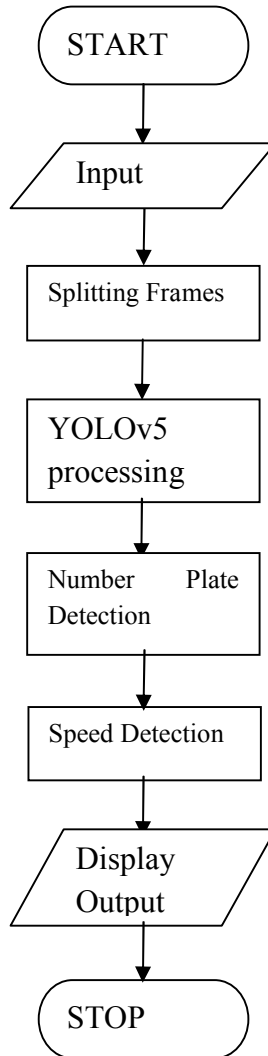 START
Input
Splitting Frames
YOLOv5
processing
Number Plate
Detection
Speed Detection
Display
Output
STOP